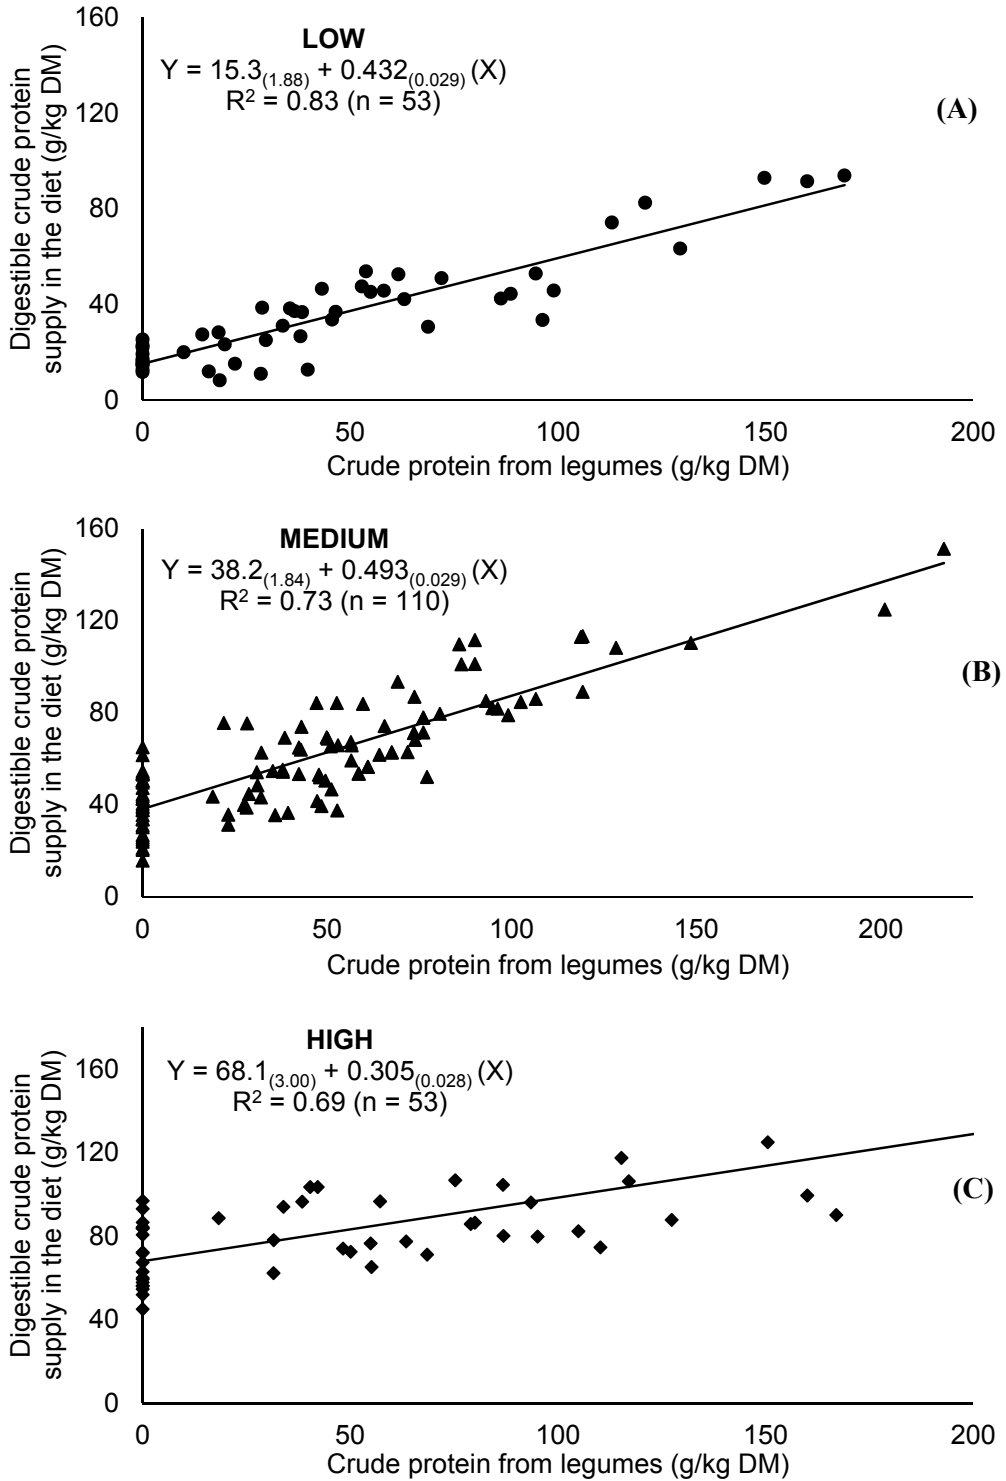 160
LOW
Y = 15.3(1.88) + 0.432(0.029) (X)
R² = 0.83 (n = 53)
(A)
120
80
40
0
Digestible crude protein
supply in the diet (g/kg DM)
0 50 100 150 200
Crude protein from legumes (g/kg DM)
160
MEDIUM
Y = 38.2(1.84) + 0.493(0.029) (X)
R² = 0.73 (n = 110)
120
(B)
80
40
0
Digestible crude protein
supply in the diet (g/kg DM)
0 50 100 150 200
Crude protein from legumes (g/kg DM)
HIGH
160
Y = 68.1(3.00) + 0.305(0.028) (X)
R² = 0.69 (n = 53)
120
(C)
80
40
0
Digestible crude protein
supply in the diet (g/kg DM)
0 50 100 150 200
Crude protein from legumes (g/kg DM)